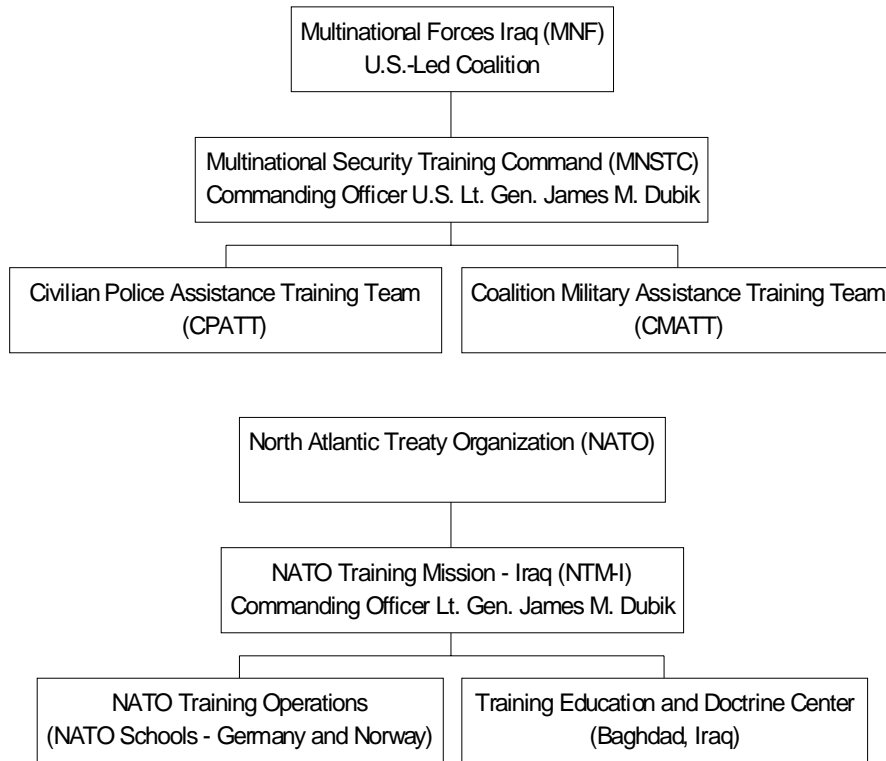 Multinational Forces Iraq (MNF)
U.S.-Led Coalition
Multinational Security Training Command (MNSTC)
Commanding Officer U.S. Lt. Gen. James M. Dubik
Civilian Police Assistance Training Team
(CPATT)
Coalition Military Assistance Training Team
(CMATT)
North Atlantic Treaty Organization (NATO)
NATO Training Mission - Iraq (NTM-I)
Commanding Officer Lt. Gen. James M. Dubik
NATO Training Operations
(NATO Schools - Germany and Norway)
Training Education and Doctrine Center
(Baghdad, Iraq)